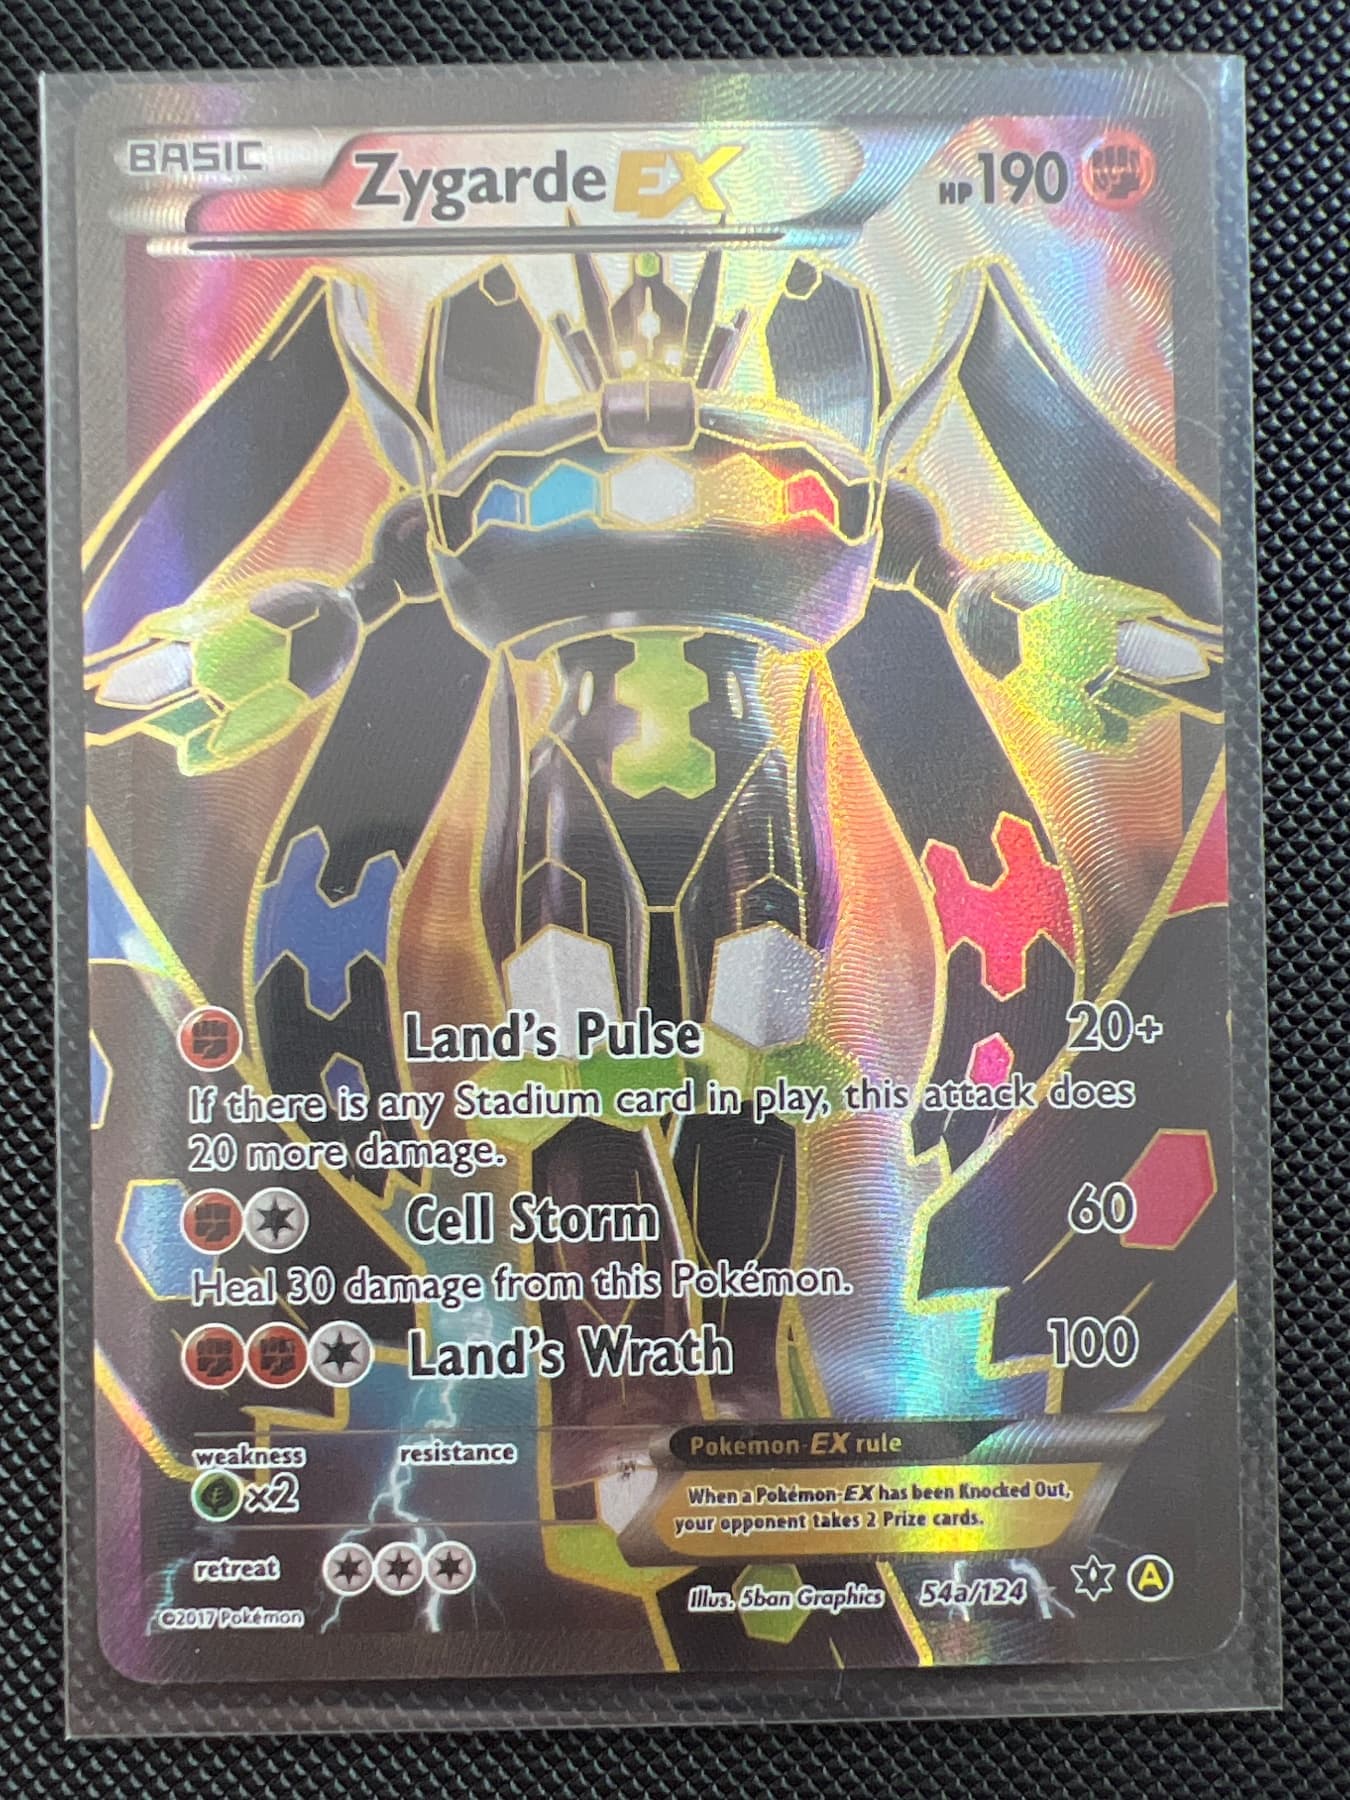 BASIC Zygarde EX HP 190
Land's Pulse 20+
If there is any Stadium card in play, this attack does
20 more damage.
Cell Storm 60
Heal 30 damage from this Pokémon.
Land's Wrath 100
weakness resistance
x2
retreat
Pokémon-EX rule
When a Pokémon-EX has been Knocked Out,
your opponent takes 2 Prize cards.
Illus. 5ban Graphics 54a/124 A
©2017 Pokémon